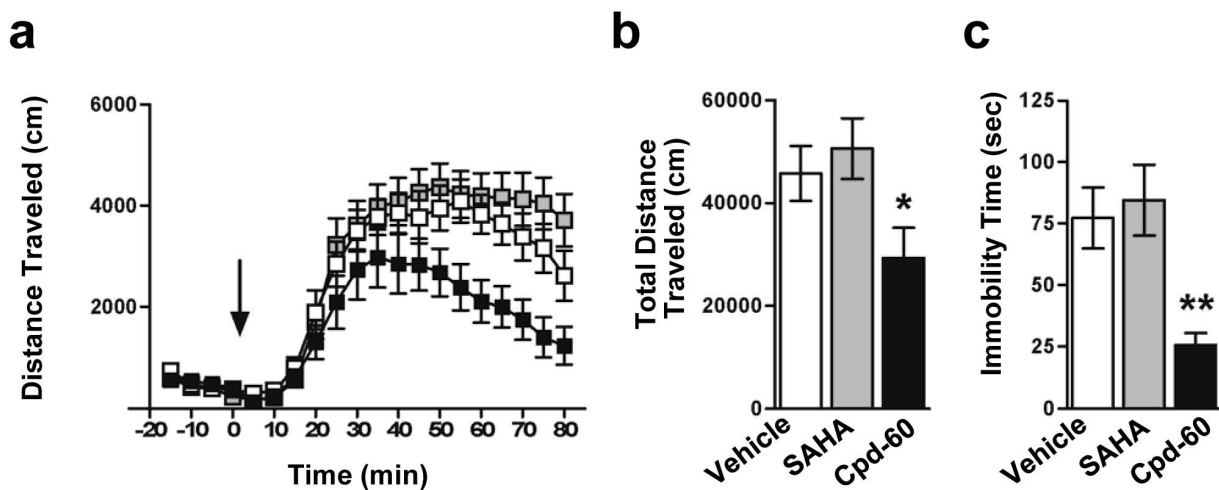 a
Distance Traveled (cm)
6000
4000
2000
-20 -10 0 10 20 30 40 50 60 70 80
Time (min)
b
Total Distance
Traveled (cm)
60000
40000
20000
0
*
Vehicle
SAHA
Cpd-60
c
Immobility Time (sec)
125
100
75
50
25
0
**
Vehicle
SAHA
Cpd-60